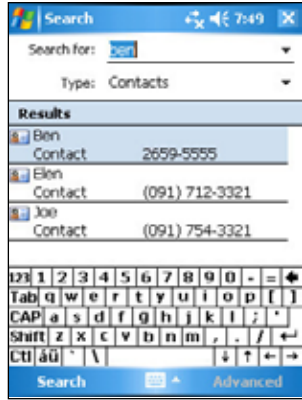 Search 7:49
Search for: ben
Type: Contacts
Results
Ben
Contact 2659-5555
Elen
Contact (091) 712-3321
Joe
Contact (091) 754-3321
123 1 2 3 4 5 6 7 8 9 0 - =
Tab q w e r t y u i o p [ ]
CAP a s d f g h j k l ; '
Shift z x c v b n m , . /
Ctl áü ` \
Search Advanced